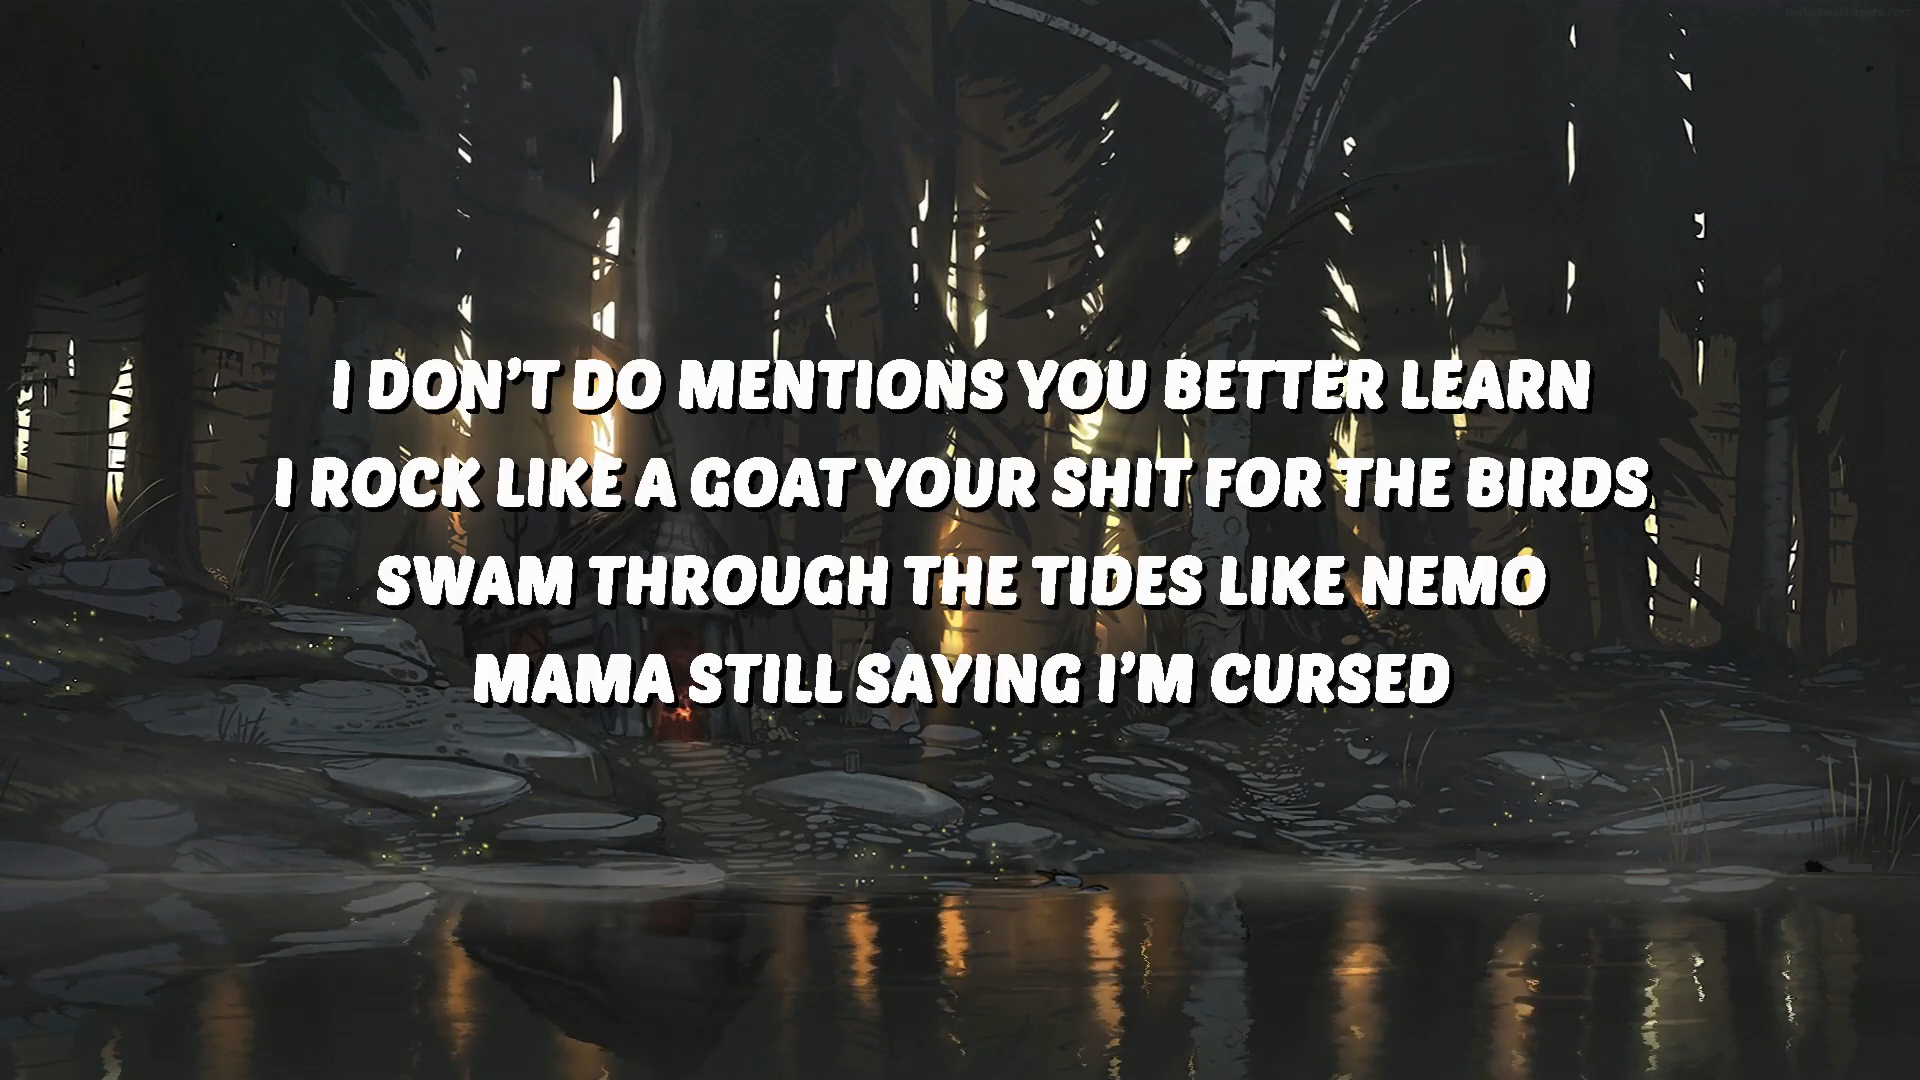 I DON'T DO MENTIONS YOU BETTER LEARN
I ROCK LIKE A GOAT YOUR SHIT FOR THE BIRDS
SWAM THROUGH THE TIDES LIKE NEMO
MAMA STILL SAYING I'M CURSED